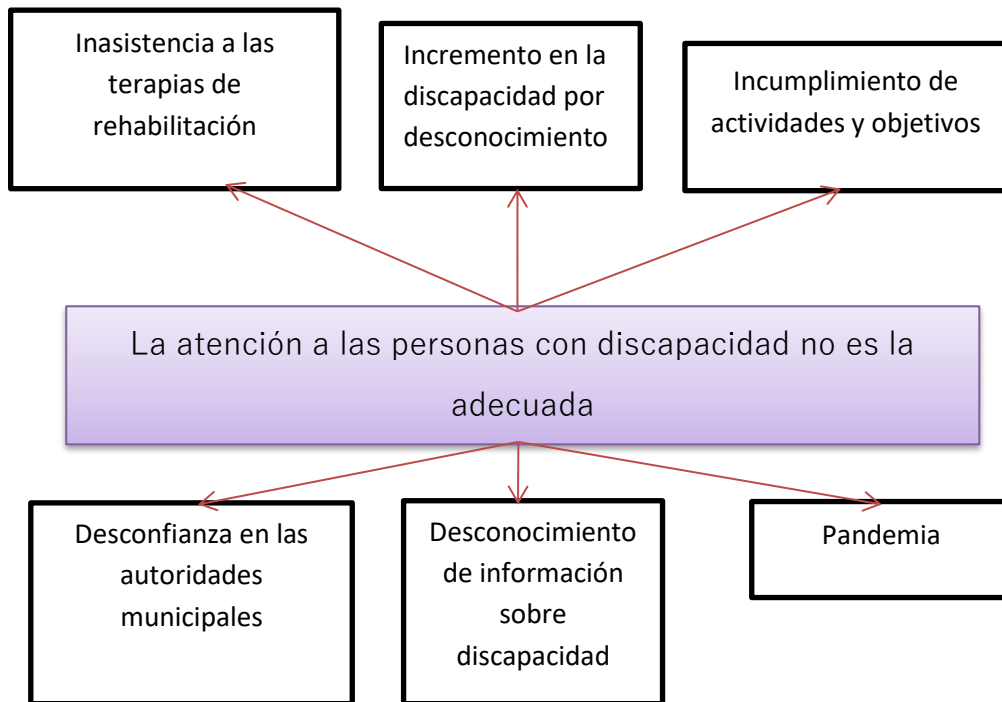 Inasistencia a las
terapias de
rehabilitación
Incremento en la
discapacidad por
desconocimiento
Incumplimiento de
actividades y objetivos
La atención a las personas con discapacidad no es la
adecuada
Desconfianza en las
autoridades
municipales
Desconocimiento
de información
sobre
discapacidad
Pandemia